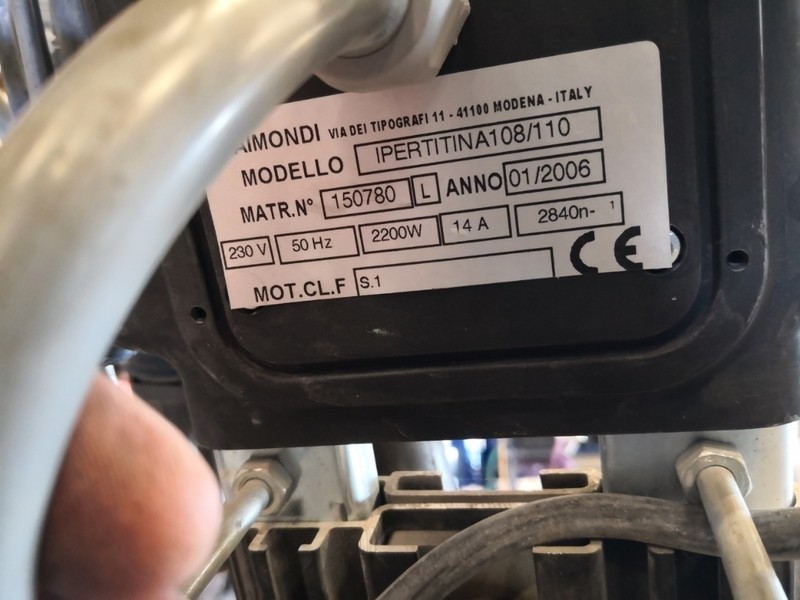 AIMONDI VIA DEI TIPOGRAFI 11 - 41100 MODENA - ITALY
MODELLO IPERTITINA108/110
MATR.N° 150780 L ANNO 01/2006
230 V 50 Hz 2200W 14 A 2840n- 1
MOT.CL.F S.1 CE